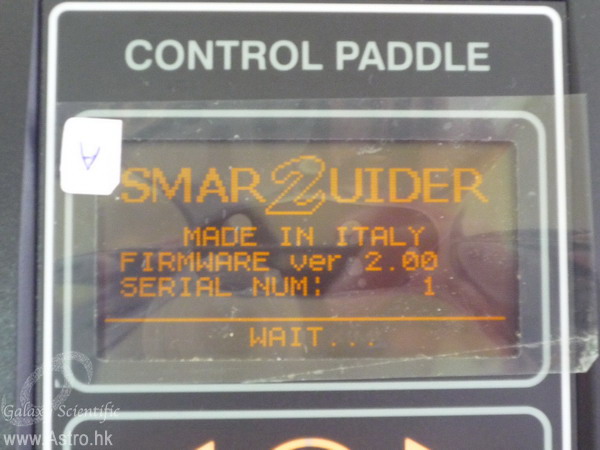 CONTROL PADDLE
A
SMAR2UIDER
MADE IN ITALY
FIRMWARE ver 2.00
SERIAL NUM: 1
WAIT...
Galaxy Scientific
www.Astro.hk